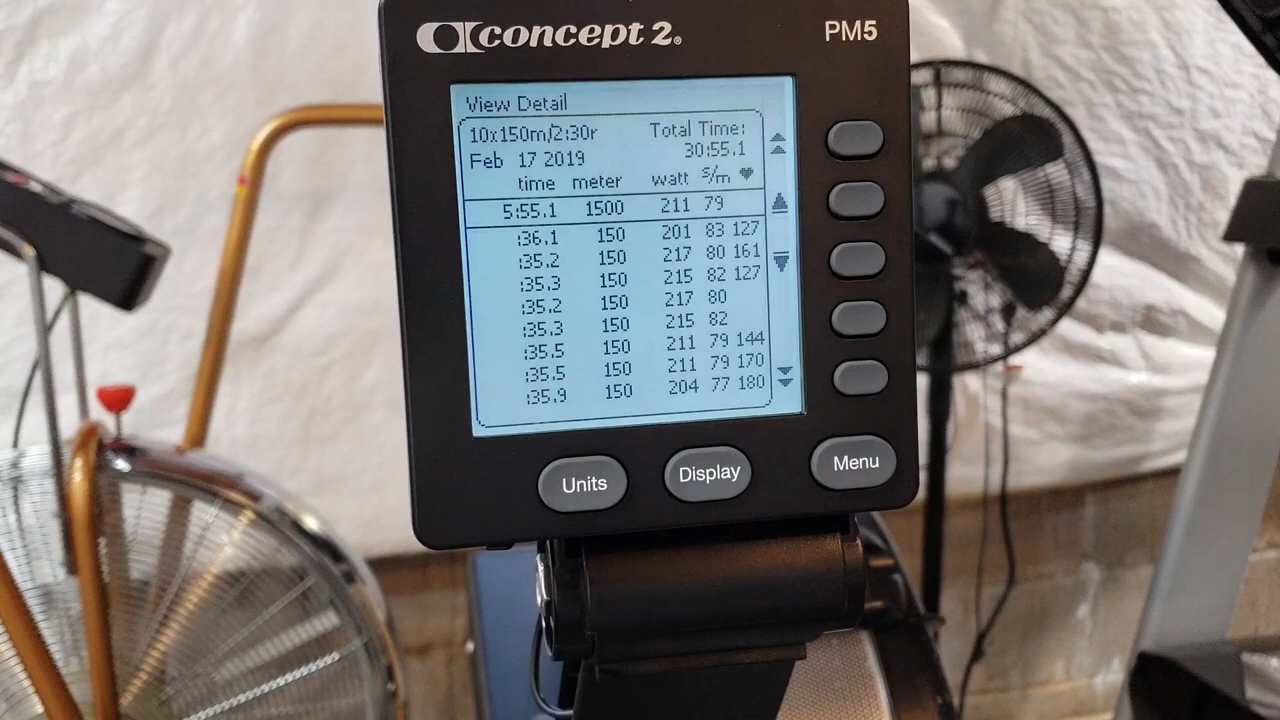 concept 2.
PM5
View Detail
10x150m/2:30r Total Time:
Feb 17 2019 30:55.1
time meter watt s/m ♥
5:55.1 1500 211 79
:36.1 150 201 83 127
:35.2 150 217 80 161
:35.3 150 215 82 127
:35.2 150 217 80
:35.3 150 215 82
:35.5 150 211 79 144
:35.5 150 211 79 170
:35.9 150 204 77 180
Units Display Menu